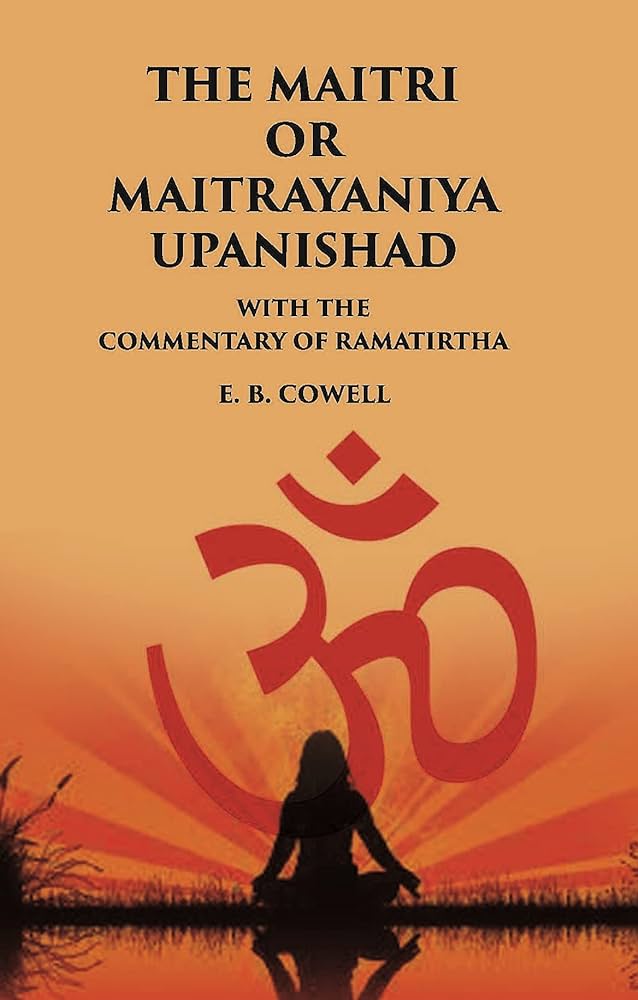 THE MAITRI
OR
MAITRAYANIYA
UPANISHAD
WITH THE
COMMENTARY OF RAMATIRTHA
E. B. COWELL
ॐ